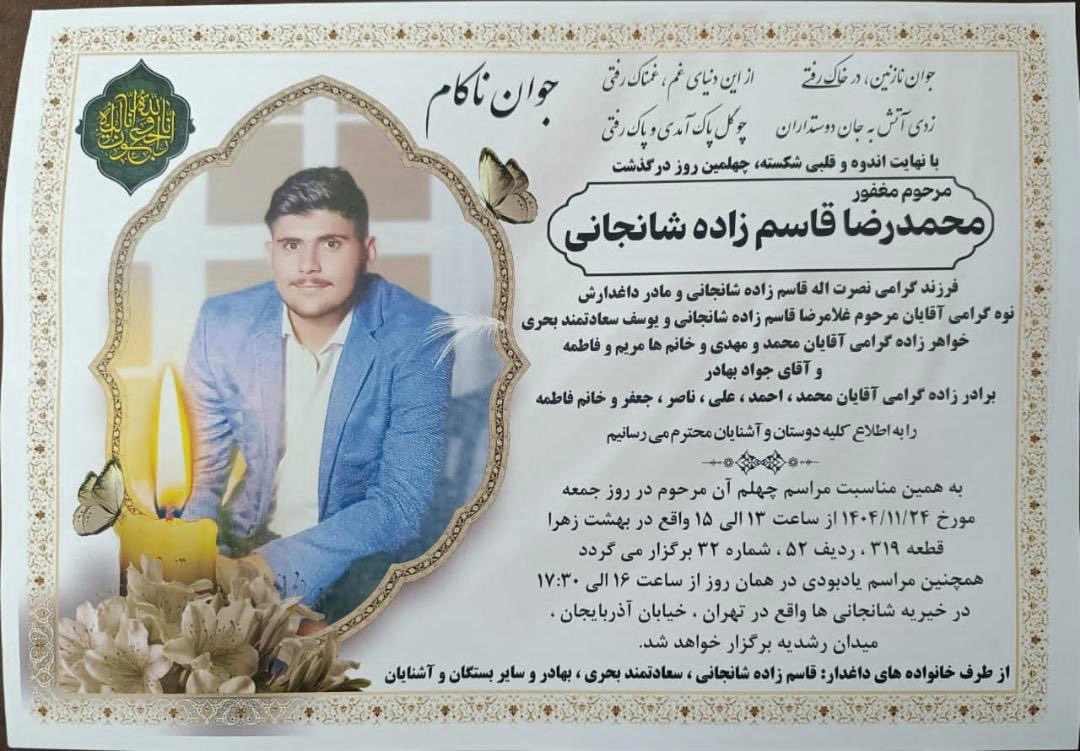 انا لله و انا الیه راجعون
جوان ناکام
جوان نازنین، در خاک رفتی از این دنیای غم، غمناک رفتی
زدی آتش به جان دوستداران چو گل پاک آمدی و پاک رفتی
با نهایت اندوه و قلبی شکسته، چهلمین روز درگذشت
مرحوم مغفور
محمدرضا قاسم زاده شانجانی
فرزند گرامی نصرت اله قاسم زاده شانجانی و مادر داغدارش
نوه گرامی آقایان مرحوم غلامرضا قاسم زاده شانجانی و یوسف سعادتمند بحری
خواهر زاده گرامی آقایان محمد و مهدی و خانم ها مریم و فاطمه
و آقای جواد بهادر
برادر زاده گرامی آقایان محمد ، احمد ، علی ، ناصر ، جعفر و خانم فاطمه
را به اطلاع کلیه دوستان و آشنایان محترم می رسانیم
به همین مناسبت مراسم چهلم آن مرحوم در روز جمعه
مورخ ۱۴۰۴/۱۱/۲۴ از ساعت ۱۳ الی ۱۵ واقع در بهشت زهرا
قطعه ۳۱۹ ، ردیف ۵۲ ، شماره ۳۲ برگزار می گردد
همچنین مراسم یادبودی در همان روز از ساعت ۱۶ الی ۱۷:۳۰
در خیریه شانجانی ها واقع در تهران ، خیابان آذربایجان ،
میدان رشدیه برگزار خواهد شد.
از طرف خانواده های داغدار: قاسم زاده شانجانی ، سعادتمند بحری ، بهادر و سایر بستگان و آشنایان